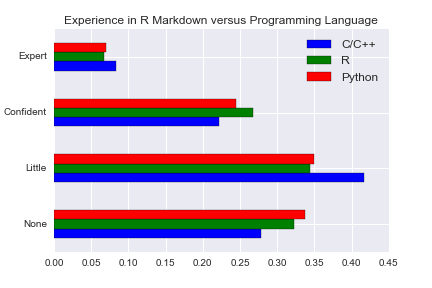 Experience in R Markdown versus Programming Language
C/C++
R
Python
Expert
Confident
Little
None
0.00 0.05 0.10 0.15 0.20 0.25 0.30 0.35 0.40 0.45